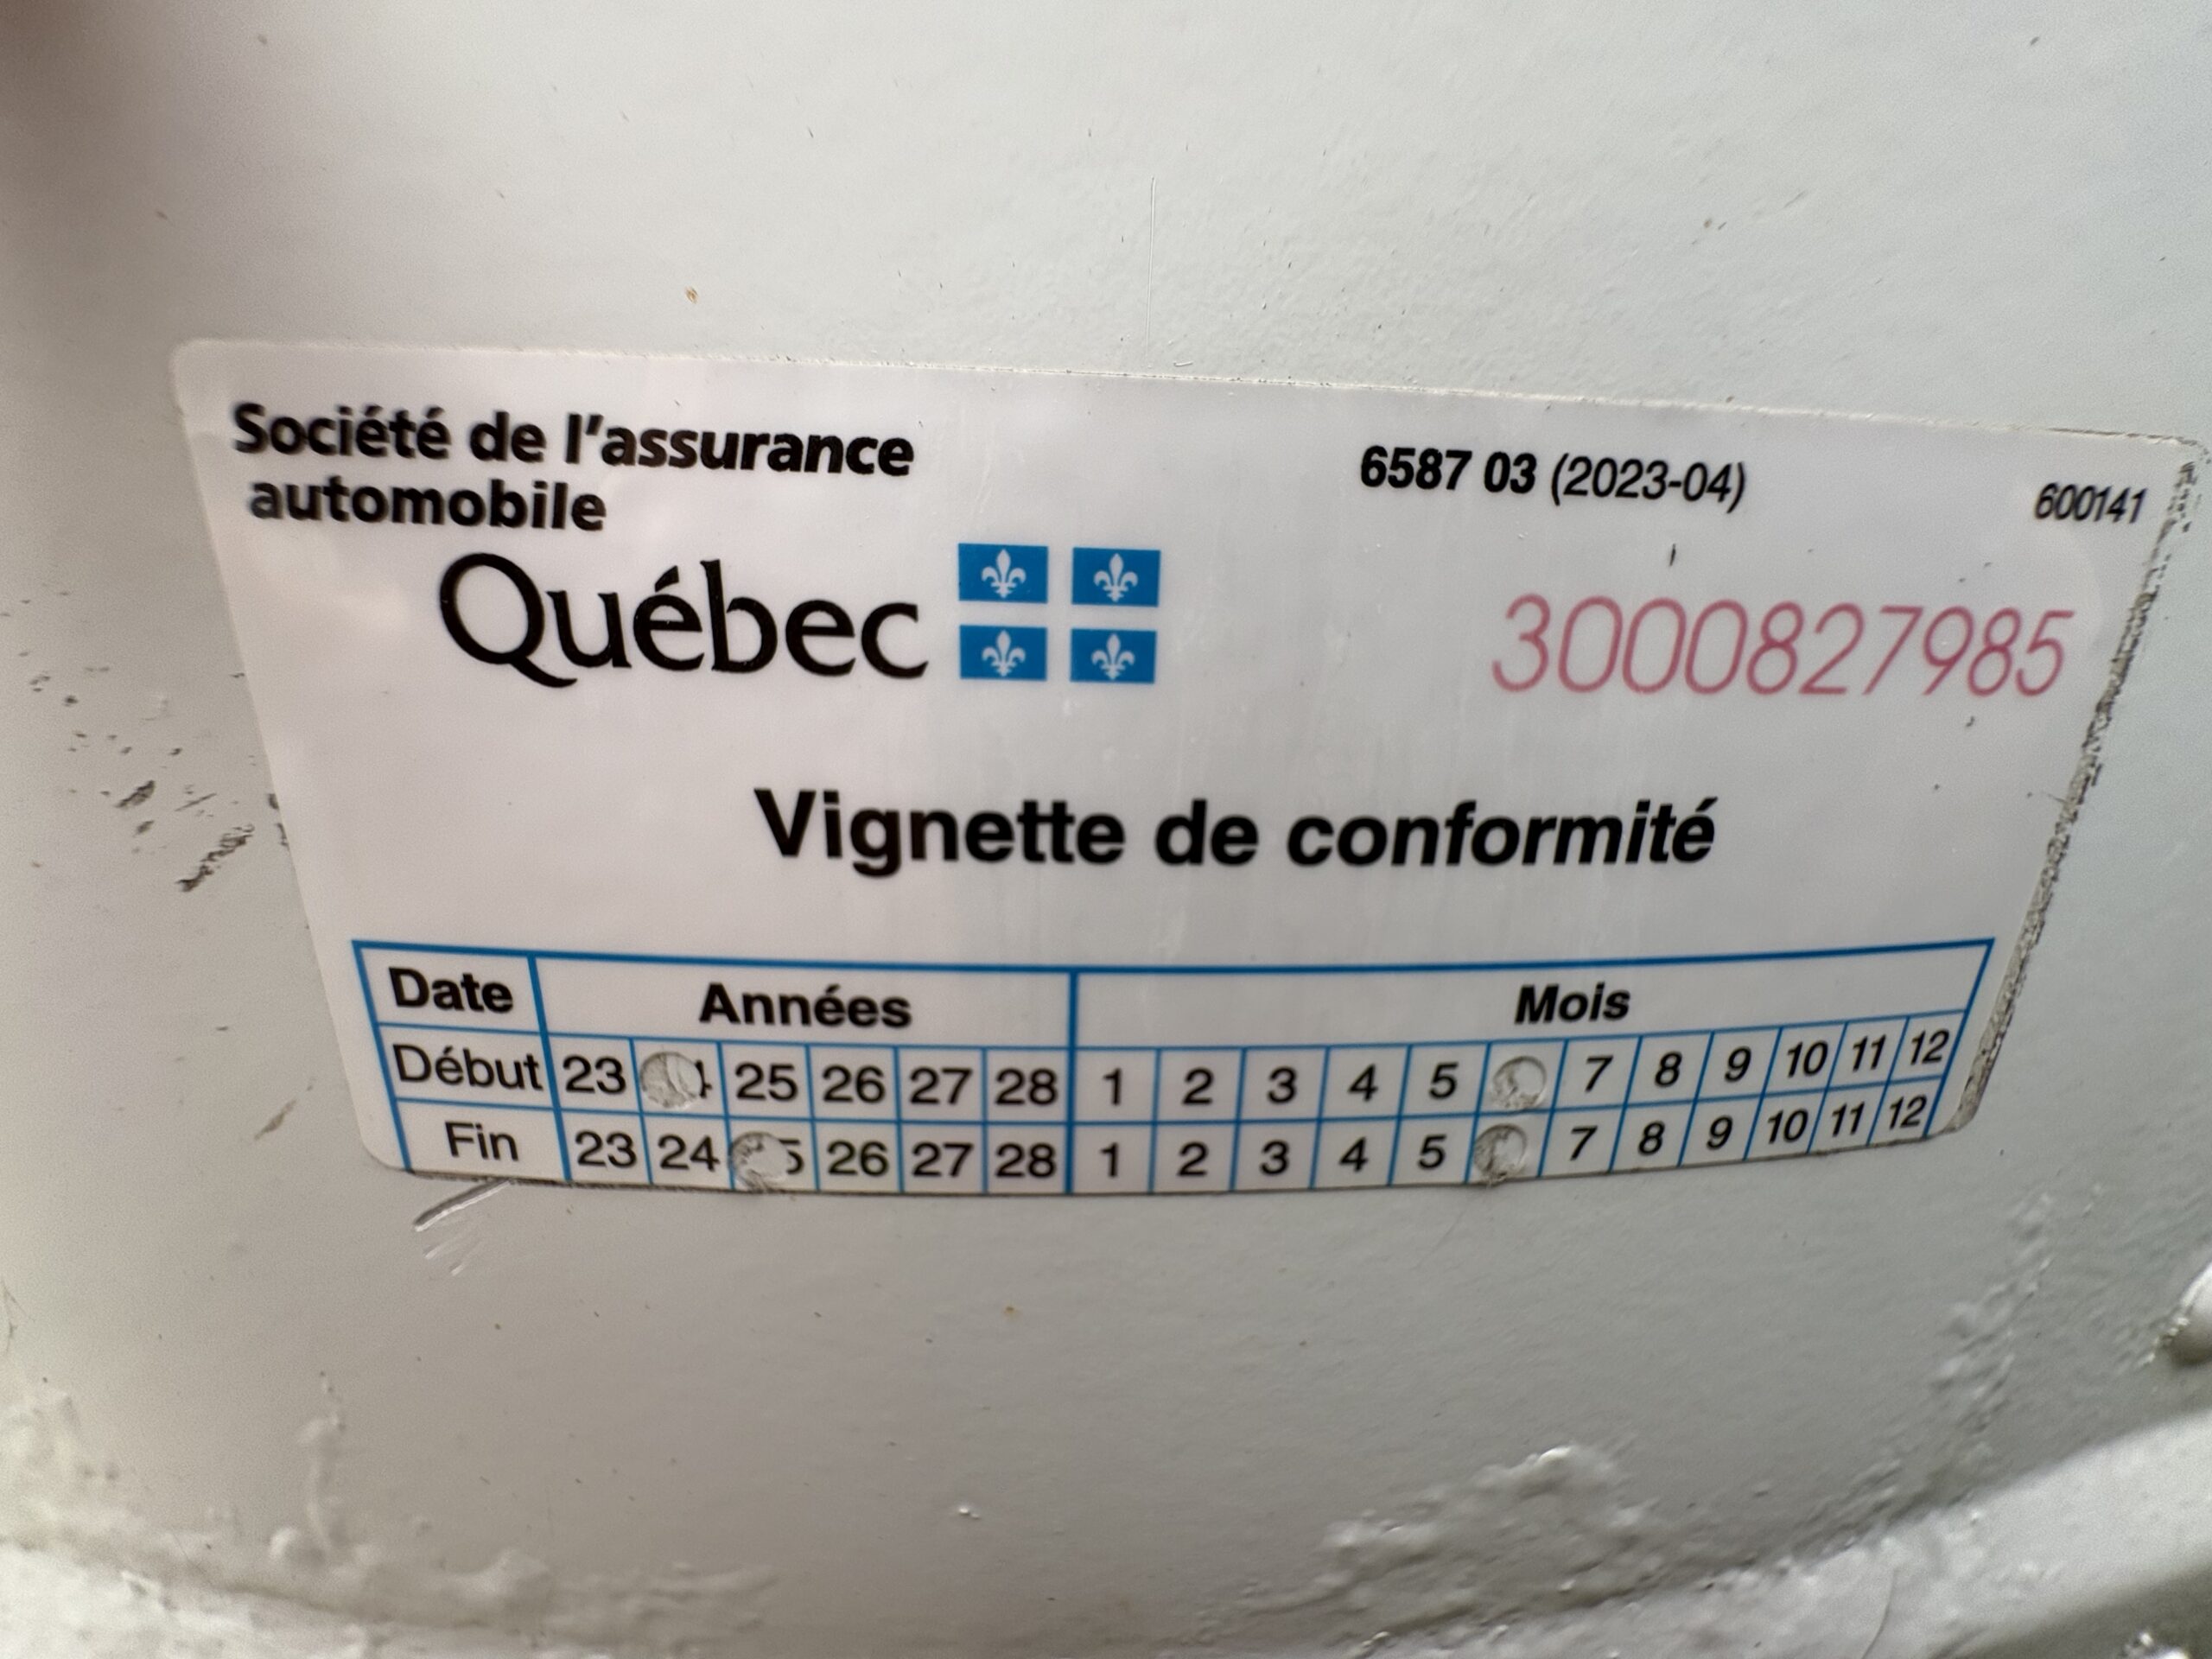 Société de l'assurance
automobile
Québec
6587 03 (2023-04)
600141
3000827985
Vignette de conformité
Date Années Mois
Début 23 25 26 27 28 1 2 3 4 5 7 8 9 10 11 12
Fin 23 24 26 27 28 1 2 3 4 5 7 8 9 10 11 12